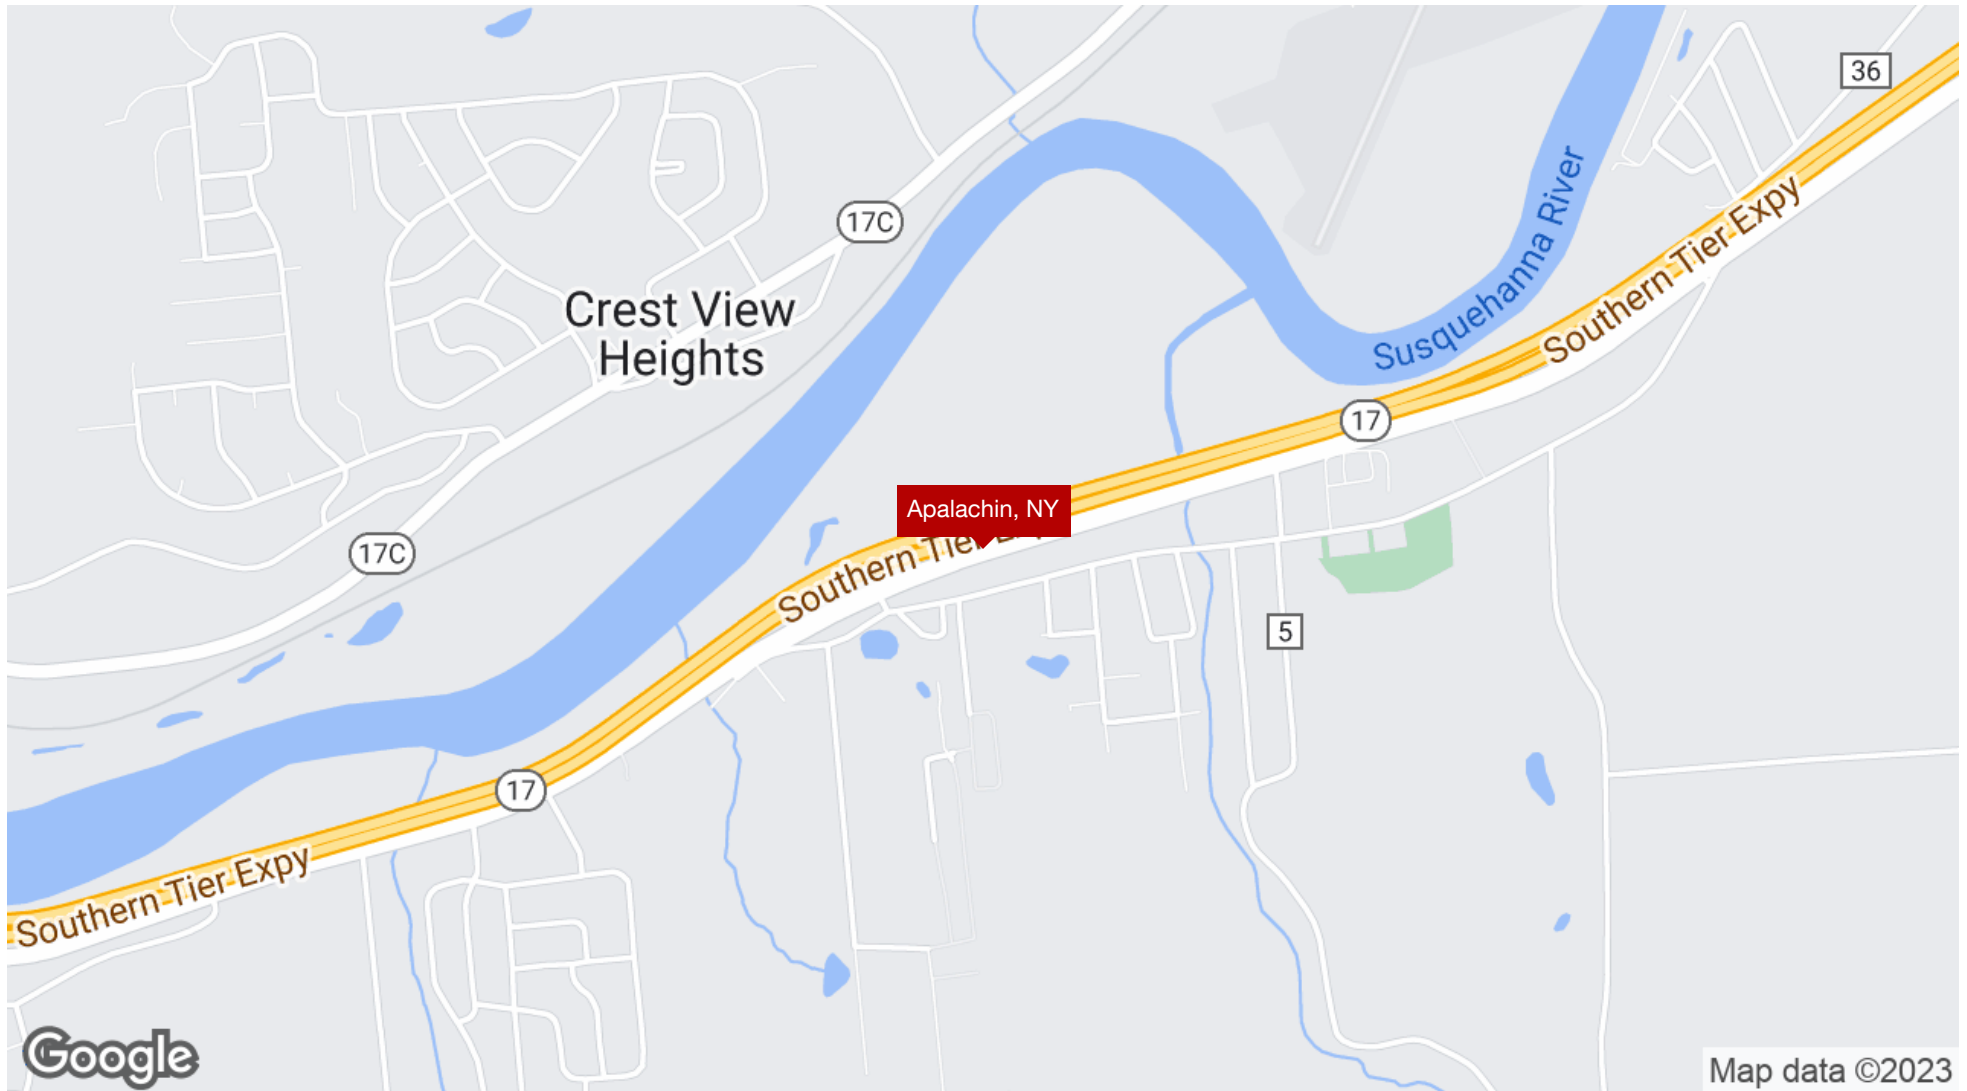 36
17C
Susquehanna River
Southern Tier Expy
Crest View
Heights
17
Apalachin, NY
17C
Southern Tier
5
17
Southern Tier Expy
Google
Map data ©2023